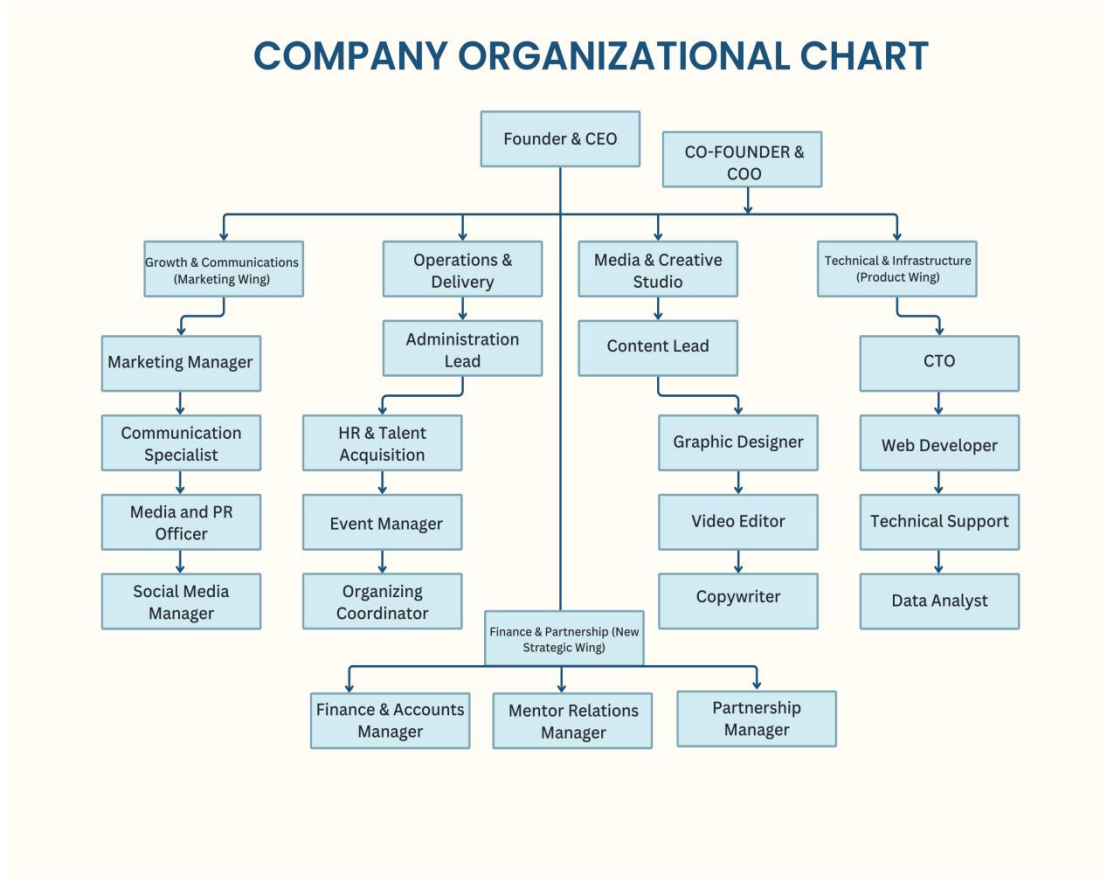 COMPANY ORGANIZATIONAL CHART
Founder & CEO
CO-FOUNDER &
COO
Growth & Communications
(Marketing Wing)
Operations &
Delivery
Media & Creative
Studio
Technical & Infrastructure
(Product Wing)
Marketing Manager
Administration
Lead
Content Lead
CTO
Communication
Specialist
HR & Talent
Acquisition
Graphic Designer
Web Developer
Media and PR
Officer
Event Manager
Video Editor
Technical Support
Social Media
Manager
Organizing
Coordinator
Copywriter
Data Analyst
Finance & Partnership (New
Strategic Wing)
Finance & Accounts
Manager
Mentor Relations
Manager
Partnership
Manager